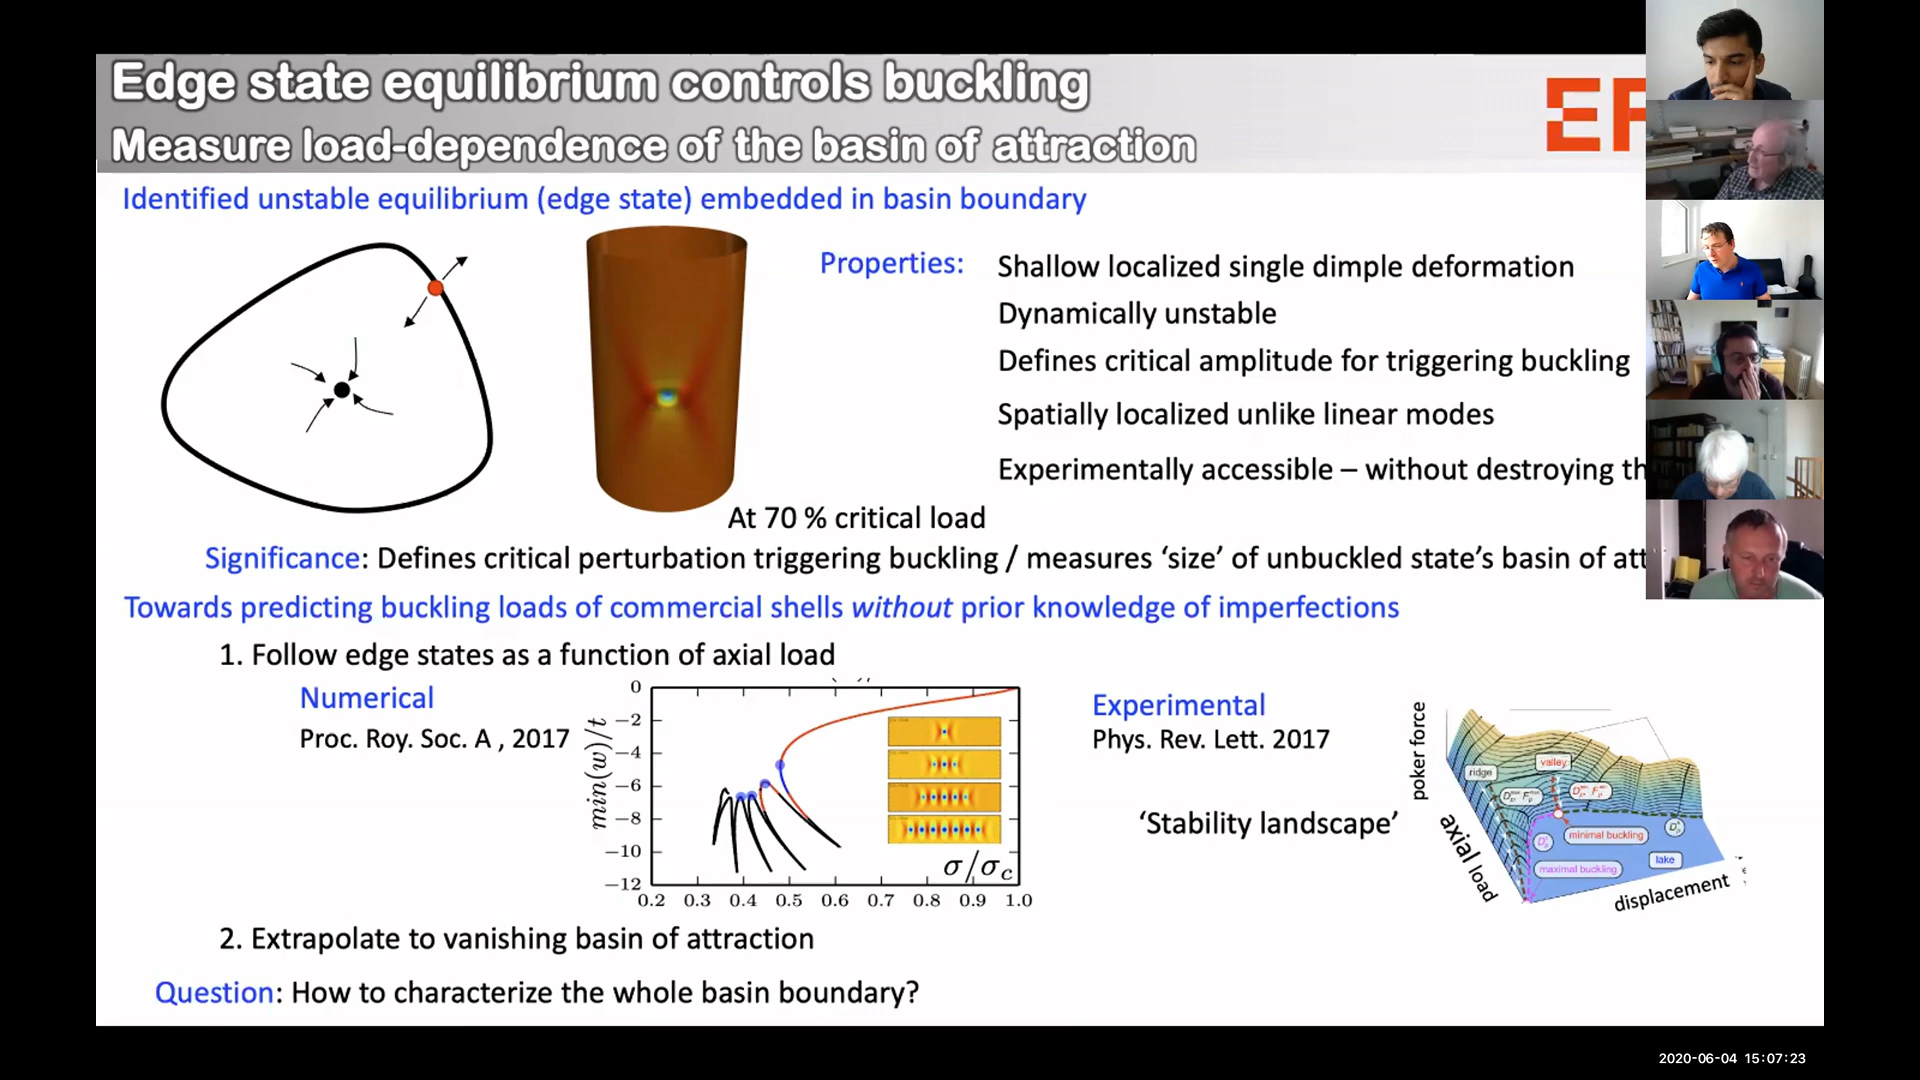 Edge state equilibrium controls buckling
Measure load-dependence of the basin of attraction
EP
Identified unstable equilibrium (edge state) embedded in basin boundary
Properties:
Shallow localized single dimple deformation
Dynamically unstable
Defines critical amplitude for triggering buckling
Spatially localized unlike linear modes
Experimentally accessible – without destroying th
At 70 % critical load
Significance: Defines critical perturbation triggering buckling / measures ‘size’ of unbuckled state’s basin of att
Towards predicting buckling loads of commercial shells without prior knowledge of imperfections
1. Follow edge states as a function of axial load
Numerical
Proc. Roy. Soc. A , 2017
min(w)/t
0
−2
−4
−6
−8
−10
−12
σ/σc
0.2 0.3 0.4 0.5 0.6 0.7 0.8 0.9 1.0
Experimental
Phys. Rev. Lett. 2017
‘Stability landscape’
poker force
axial load
displacement
ridge
valley
minimal buckling
maximal buckling
lake
2. Extrapolate to vanishing basin of attraction
Question: How to characterize the whole basin boundary?
2020-06-04 15:07:23